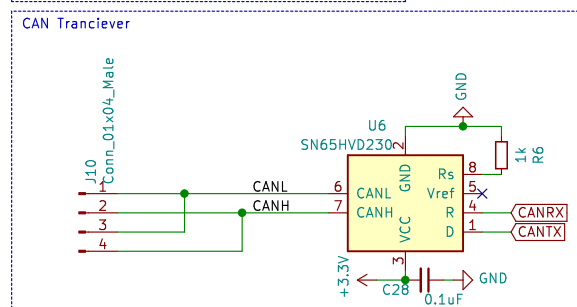 CAN Tranciever
Conn_01x04_Male
J10
1
2
3
4
CANL
CANH
GND
U6
SN65HVD230
2
GND
1k
R6
6
CANL
7
CANH
Rs
8
Vref
5
R
4
CANRX
D
1
CANTX
VCC
3
+3.3V
C28
0.1uF
GND